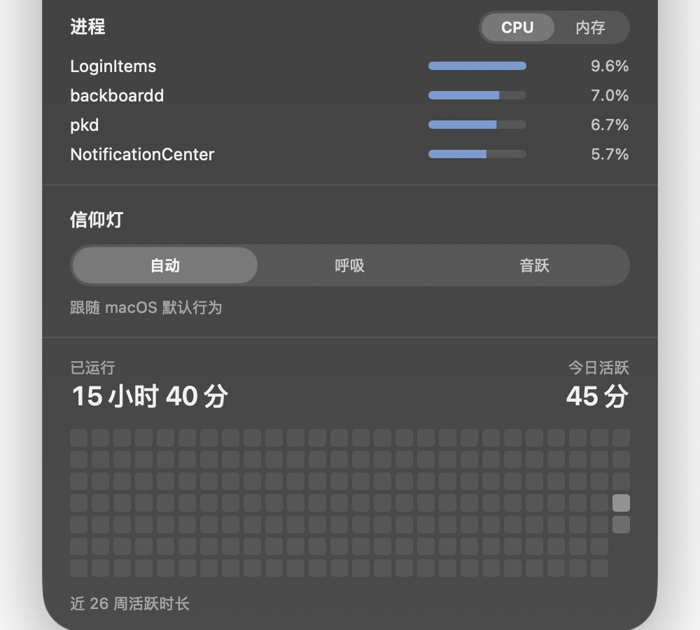 进程 CPU 内存
LoginItems 9.6%
backboardd 7.0%
pkd 6.7%
NotificationCenter 5.7%
信仰灯
自动 呼吸 音跃
跟随 macOS 默认行为
已运行 今日活跃
15 小时 40 分 45 分
近 26 周活跃时长